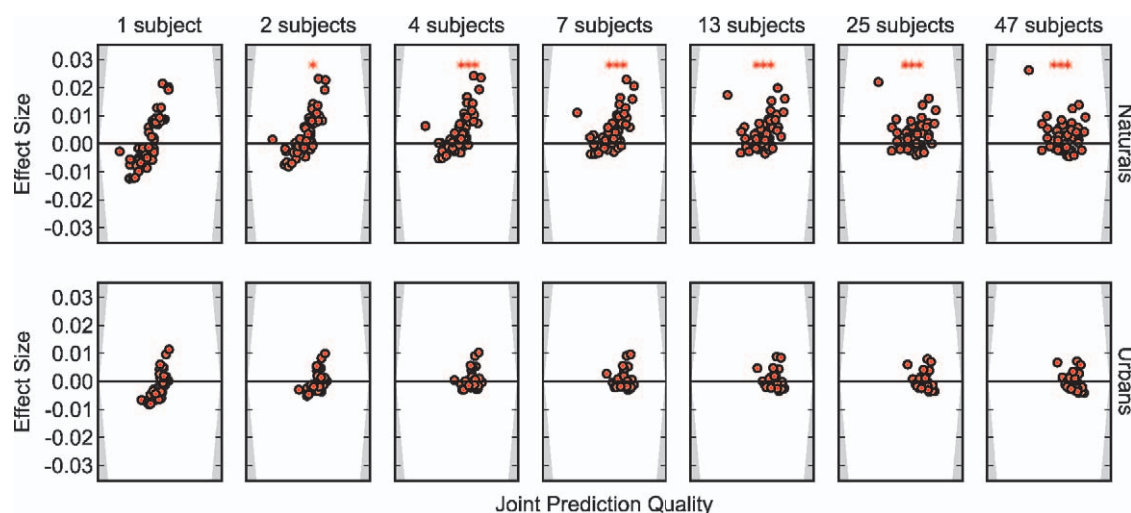 1 subject 2 subjects 4 subjects 7 subjects 13 subjects 25 subjects 47 subjects
0.03
0.02
0.01
0.00
-0.01
-0.02
-0.03
Effect Size
* *** *** *** *** ***
Naturals
0.03
0.02
0.01
0.00
-0.01
-0.02
-0.03
Effect Size
Urbans
Joint Prediction Quality